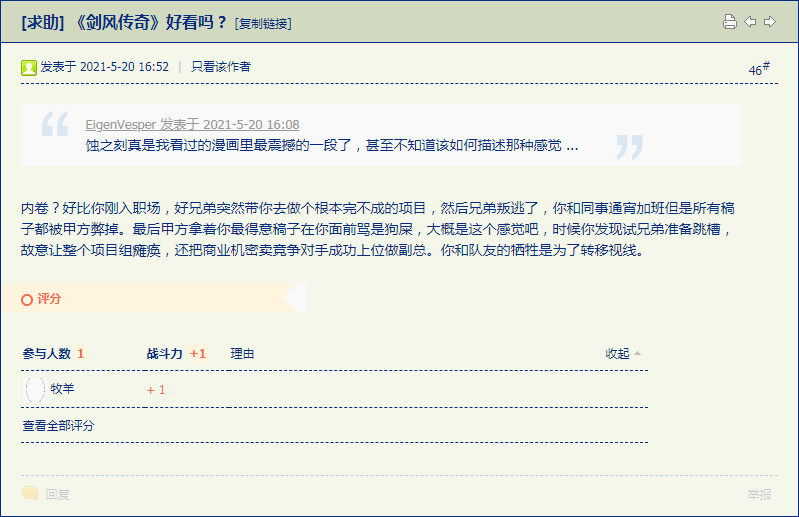 [求助] 《剑风传奇》好看吗？ [复制链接]
发表于 2021-5-20 16:52 | 只看该作者
46#
EigenVesper 发表于 2021-5-20 16:08
蚀之刻真是我看过的漫画里最震撼的一段了，甚至不知道该如何描述那种感觉 ...
内卷？好比你刚入职场，好兄弟突然带你去做个根本完不成的项目，然后兄弟叛逃了，你和同事通宵加班但是所有稿
子都被甲方弊掉。最后甲方拿着你最得意稿子在你面前骂是狗屎，大概是这个感觉吧，时候你发现试兄弟准备跳槽，
故意让整个项目组瘫痪，还把商业机密卖竞争对手成功上位做副总。你和队友的牺牲是为了转移视线。
评分
参与人数 1 战斗力 +1 理由 收起
牧羊 + 1
查看全部评分
回复 举报